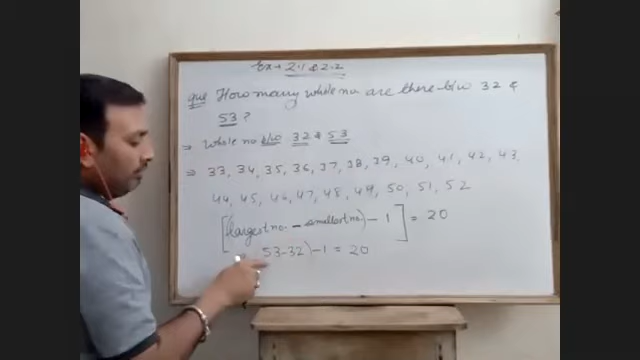 Ex → 2.1 & 2.2
que How many whole no. are there b/w 32 &
53?
⇒ Whole no b/w 32 & 53
⇒ 33, 34, 35, 36, 37, 38, 39, 40, 41, 42, 43,
44, 45, 46, 47, 48, 49, 50, 51, 52
[(largest no. - smallest no.) - 1] = 20
53-32) - 1 = 20